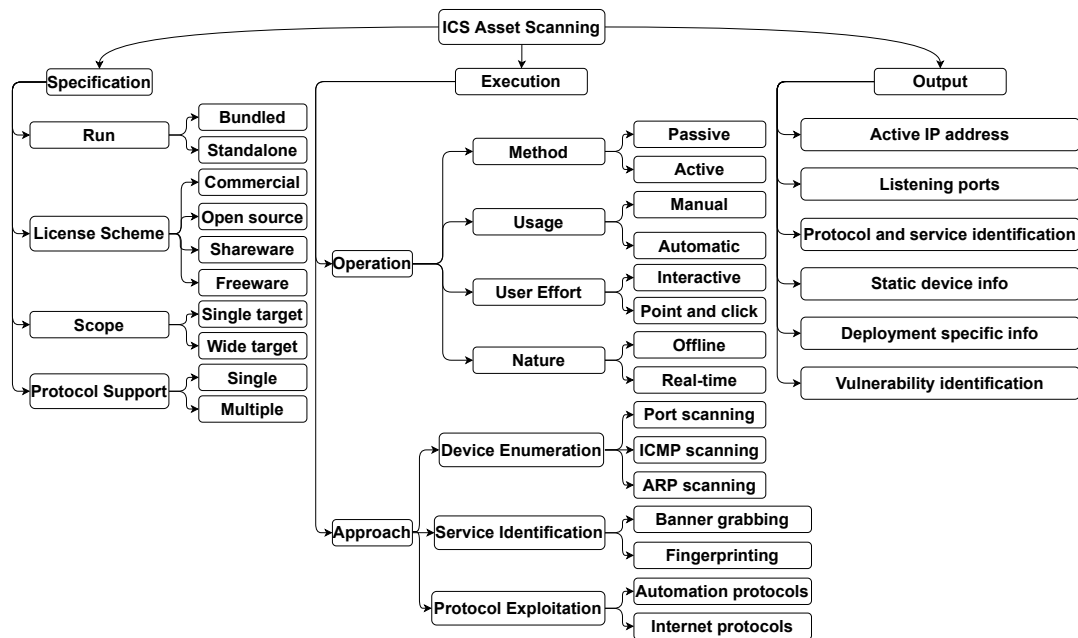 ICS Asset Scanning
Specification
Run
Bundled
Standalone
License Scheme
Commercial
Open source
Shareware
Freeware
Scope
Single target
Wide target
Protocol Support
Single
Multiple
Execution
Operation
Method
Passive
Active
Usage
Manual
Automatic
User Effort
Interactive
Point and click
Nature
Offline
Real-time
Approach
Device Enumeration
Port scanning
ICMP scanning
ARP scanning
Service Identification
Banner grabbing
Fingerprinting
Protocol Exploitation
Automation protocols
Internet protocols
Output
Active IP address
Listening ports
Protocol and service identification
Static device info
Deployment specific info
Vulnerability identification